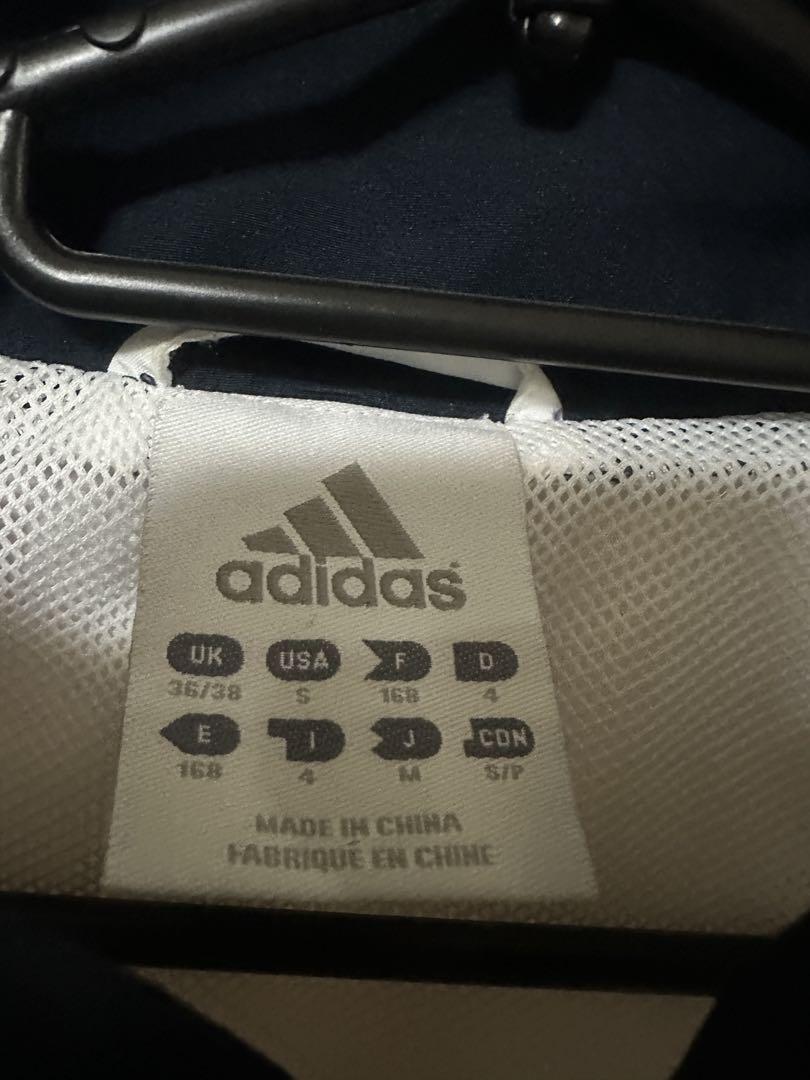 adidas
UK USA F D
36/38 S 168 4
E I J CDN
168 4 M S/P
MADE IN CHINA
FABRIQUÉ EN CHINE